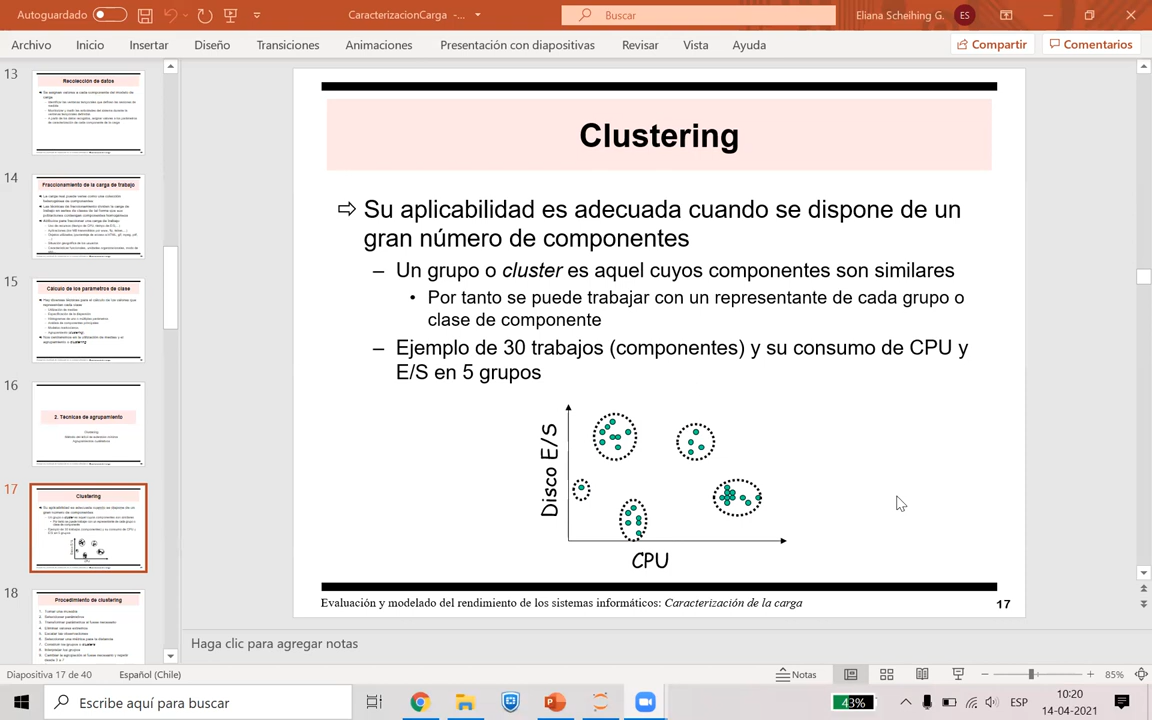 Autoguardado
CaracterizacionCarga -...
Buscar
Eliana Scheihing G.
ES
Archivo
Inicio
Insertar
Diseño
Transiciones
Animaciones
Presentación con diapositivas
Revisar
Vista
Ayuda
Compartir
Comentarios
13
Recolección de datos
14
Fraccionamiento de la carga de trabajo
15
Cálculo de los parámetros de clase
16
2. Técnicas de agrupamiento
17
Clustering
18
Procedimiento de clustering
Clustering
⇨ Su aplicabilidad es adecuada cuando se dispone de un
gran número de componentes
– Un grupo o cluster es aquel cuyos componentes son similares
• Por tanto se puede trabajar con un representante de cada grupo o
clase de componente
– Ejemplo de 30 trabajos (componentes) y su consumo de CPU y
E/S en 5 grupos
Disco E/S
CPU
Evaluación y modelado del rendimiento de los sistemas informáticos: Caracterización de la carga
17
Haga clic para agregar notas
Diapositiva 17 de 40
Español (Chile)
Notas
85%
Escribe aquí para buscar
43%
ESP
10:20
14-04-2021